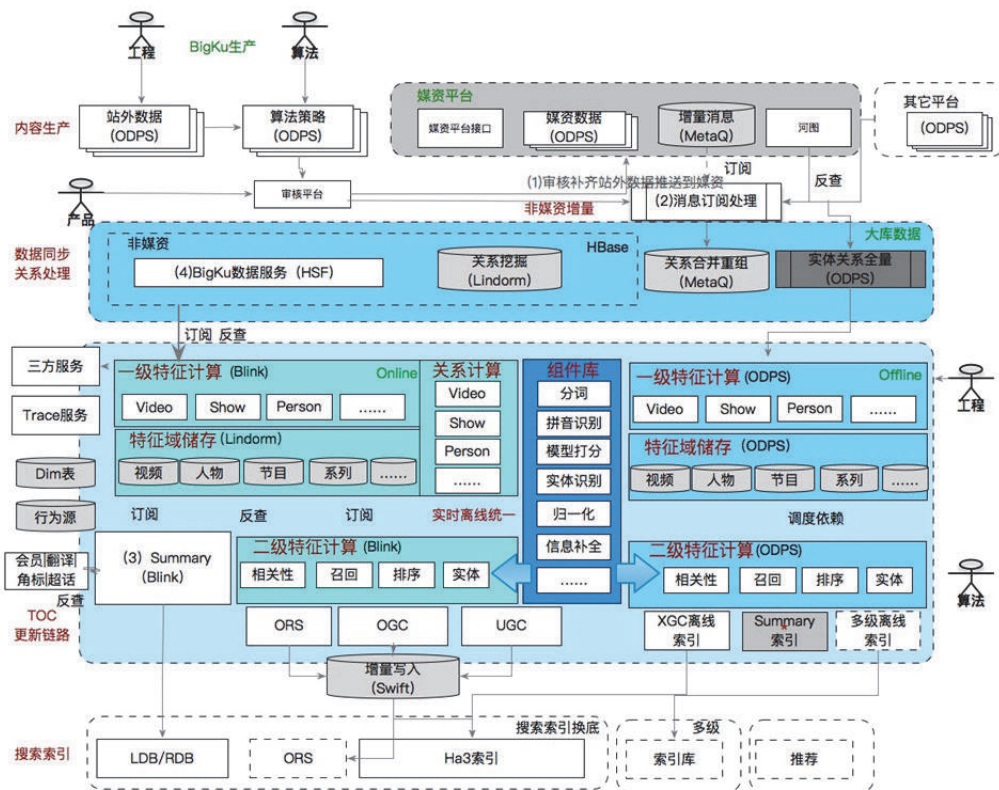 工程
BigKu生产
算法
内容生产
站外数据
(ODPS)
算法策略
(ODPS)
媒资平台
媒资平台接口
媒资数据
(ODPS)
增量消息
(MetaQ)
河图
其它平台
(ODPS)
订阅
反查
产品
审核平台
(1)审核补齐站外数据推送到媒资
非媒资增量
(2)消息订阅处理
数据同步
关系处理
非媒资
HBase
大库数据
(4)BigKu数据服务（HSF）
关系挖掘
(Lindorm)
关系合并重组
(MetaQ)
实体关系全量
(ODPS)
订阅 反查
三方服务
Trace服务
Dim表
行为源
会员|翻译|
角标|超话
反查
一级特征计算 (Blink)
Online
Video
Show
Person
……
特征域储存 (Lindorm)
视频
人物
节目
系列
……
关系计算
Video
Show
Person
……
组件库
分词
拼音识别
模型打分
实体识别
归一化
信息补全
……
一级特征计算 (ODPS)
Offline
Video
Show
Person
……
特征域储存 (ODPS)
视频
人物
节目
系列
……
工程
订阅
反查
订阅
实时离线统一
调度依赖
(3) Summary
(Blink)
二级特征计算 (Blink)
相关性
召回
排序
实体
二级特征计算 (ODPS)
相关性
召回
排序
实体
算法
TOC
更新链路
ORS
OGC
UGC
XGC离线
索引
Summary
索引
*
多级离线
索引
增量写入
(Swift)
搜索索引
搜索索引换底
LDB/RDB
ORS
Ha3索引
多级
索引库
推荐